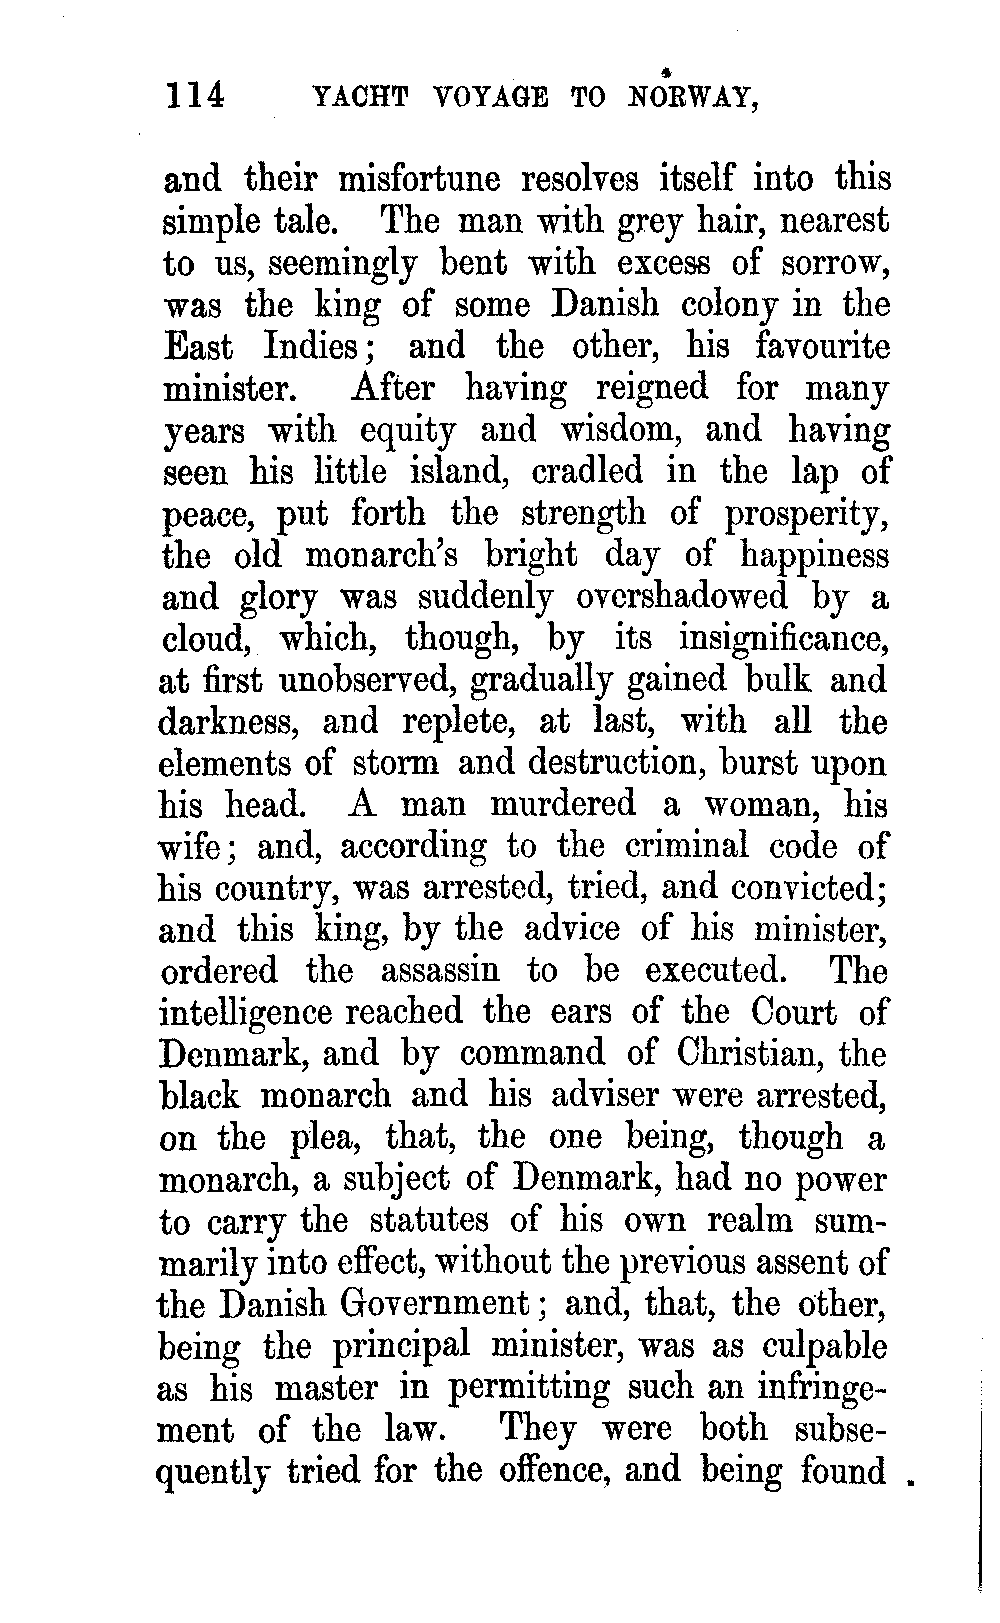 114 YACHT VOYAGE TO NORWAY,
and their misfortune resolves itself into this
simple tale. The man with grey hair, nearest
to us, seemingly bent with excess of sorrow,
was the king of some Danish colony in the
East Indies; and the other, his favourite
minister. After having reigned for many
years with equity and wisdom, and having
seen his little island, cradled in the lap of
peace, put forth the strength of prosperity,
the old monarch's bright day of happiness
and glory was suddenly overshadowed by a
cloud, which, though, by its insignificance,
at first unobserved, gradually gained bulk and
darkness, and replete, at last, with all the
elements of storm and destruction, burst upon
his head. A man murdered a woman, his
wife; and, according to the criminal code of
his country, was arrested, tried, and convicted;
and this king, by the advice of his minister,
ordered the assassin to be executed. The
intelligence reached the ears of the Court of
Denmark, and by command of Christian, the
black monarch and his adviser were arrested,
on the plea, that, the one being, though a
monarch, a subject of Denmark, had no power
to carry the statutes of his own realm sum-
marily into effect, without the previous assent of
the Danish Government; and, that, the other,
being the principal minister, was as culpable
as his master in permitting such an infringe-
ment of the law. They were both subse-
quently tried for the offence, and being found